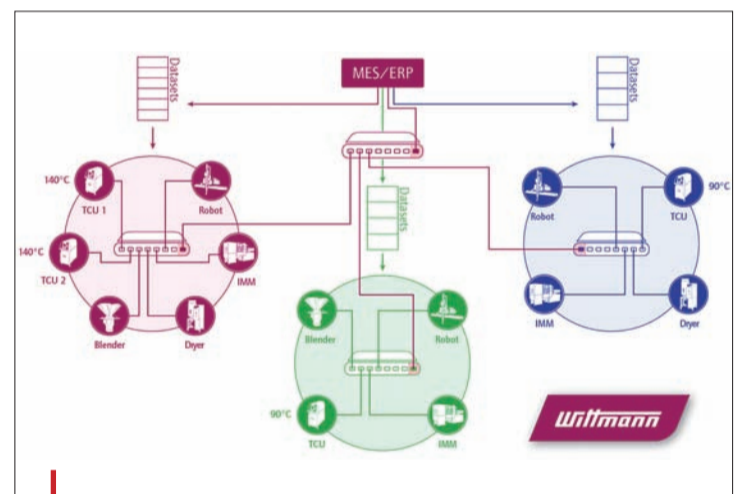 MES/ERP
Datasets
Datasets
Datasets
140°C
TCU 1
Robot
140°C
TCU 2
IMM
Blender
Dryer
Blender
Robot
90°C
TCU
IMM
Robot
TCU
90°C
IMM
Dryer
Wittmann